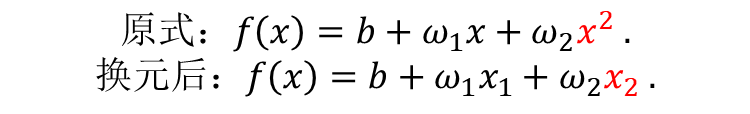 原式：f(x) = b + ω₁x + ω₂x² .
换元后：f(x) = b + ω₁x₁ + ω₂x₂ .